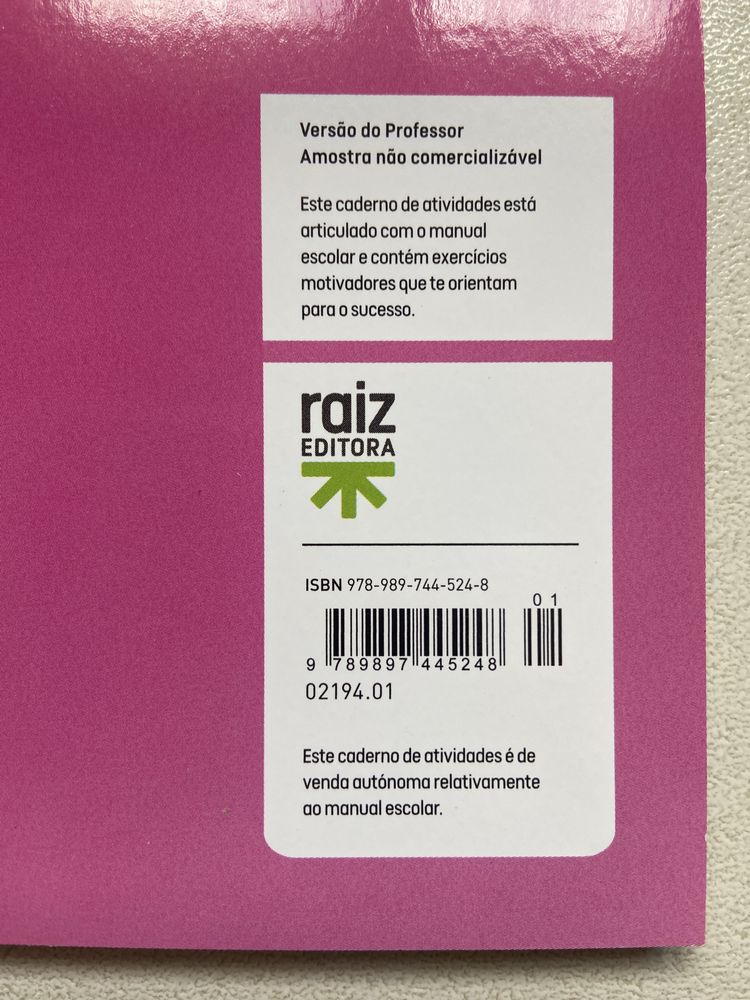 Versão do Professor
Amostra não comercializável
Este caderno de atividades está
articulado com o manual
escolar e contém exercícios
motivadores que te orientam
para o sucesso.
raiz
EDITORA
ISBN 978-989-744-524-8
01
9 789897 445248
02194.01
Este caderno de atividades é de
venda autónoma relativamente
ao manual escolar.